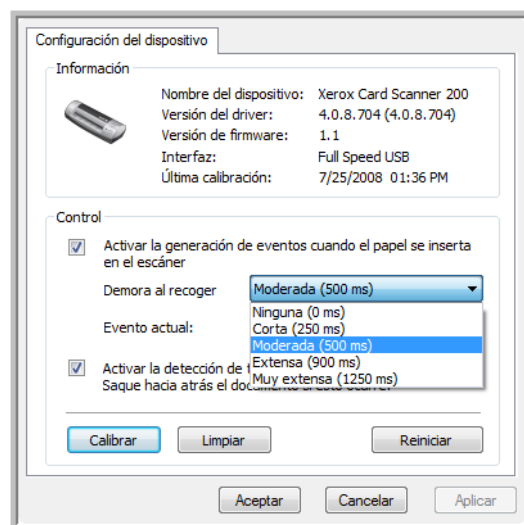 Configuración del dispositivo
Información
Nombre del dispositivo: Xerox Card Scanner 200
Versión del driver: 4.0.8.704 (4.0.8.704)
Versión de firmware: 1.1
Interfaz: Full Speed USB
Última calibración: 7/25/2008 01:36 PM
Control
Activar la generación de eventos cuando el papel se inserta
en el escáner
Demora al recoger Moderada (500 ms)
Ninguna (0 ms)
Evento actual: Corta (250 ms)
Moderada (500 ms)
Activar la detección de Extensa (900 ms)
Saque hacia atrás el Muy extensa (1250 ms)
Calibrar Limpiar Reiniciar
Aceptar Cancelar Aplicar